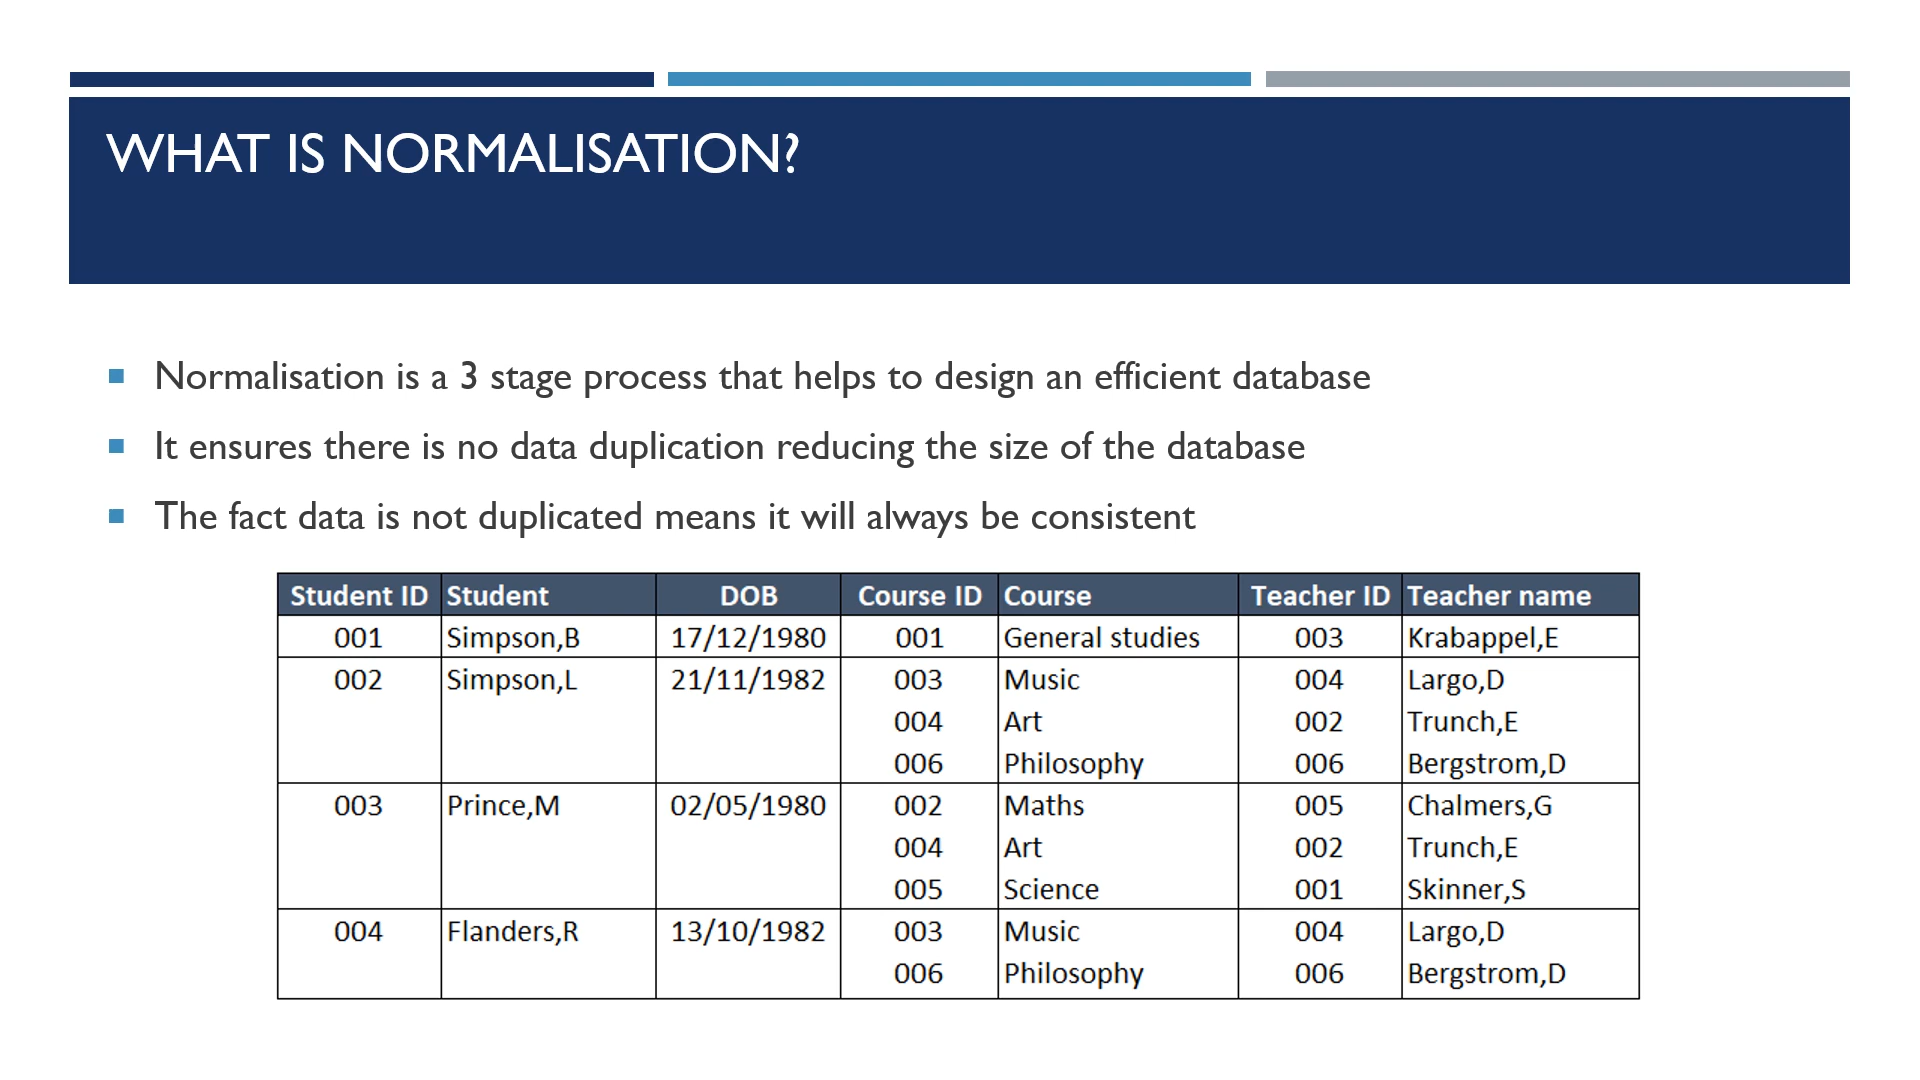 WHAT IS NORMALISATION?
Normalisation is a 3 stage process that helps to design an efficient database
It ensures there is no data duplication reducing the size of the database
The fact data is not duplicated means it will always be consistent
Student ID Student DOB Course ID Course Teacher ID Teacher name
001 Simpson,B 17/12/1980 001 General studies 003 Krabappel,E
002 Simpson,L 21/11/1982 003 Music 004 Largo,D
004 Art 002 Trunch,E
006 Philosophy 006 Bergstrom,D
003 Prince,M 02/05/1980 002 Maths 005 Chalmers,G
004 Art 002 Trunch,E
005 Science 001 Skinner,S
004 Flanders,R 13/10/1982 003 Music 004 Largo,D
006 Philosophy 006 Bergstrom,D